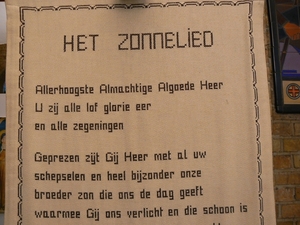 HET ZONNELIED
Allerhoogste Almachtige Algoede Heer
U zij alle lof glorie eer
en alle zegeningen
Geprezen zijt Gij Heer met al uw
schepselen en heel bijzonder onze
broeder zon die ons de dag geeft
waarmee Gij ons verlicht en die schoon is